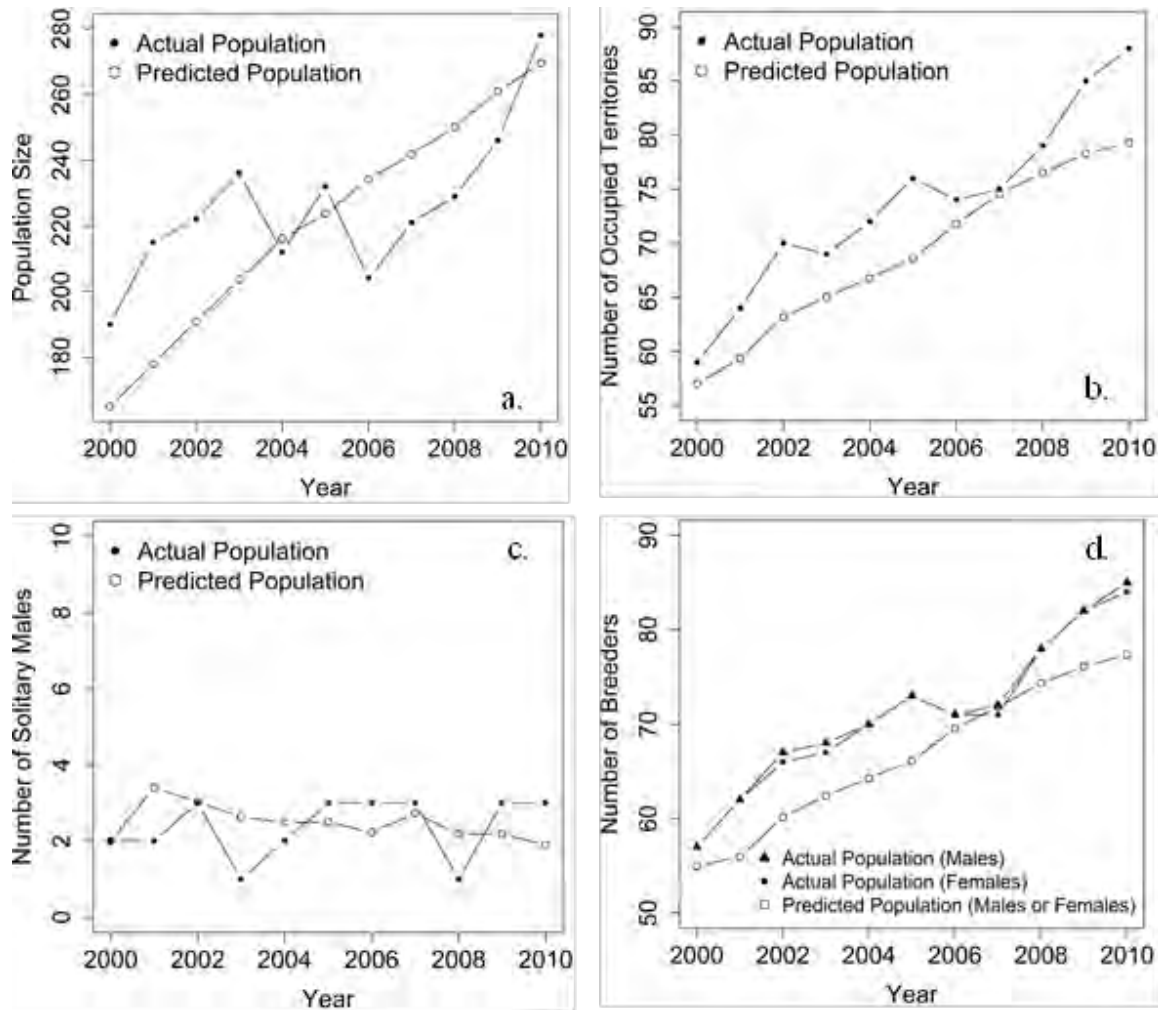 280
260
240
220
200
180
Population Size
Actual Population
Predicted Population
a.
2000 2002 2004 2006 2008 2010
Year
90
85
80
75
70
65
60
55
Number of Occupied Territories
Actual Population
Predicted Population
b.
2000 2002 2004 2006 2008 2010
Year
10
8
6
4
2
0
Number of Solitary Males
Actual Population
Predicted Population
c.
2000 2002 2004 2006 2008 2010
Year
90
80
70
60
50
Number of Breeders
d.
Actual Population (Males)
Actual Population (Females)
Predicted Population (Males or Females)
2000 2002 2004 2006 2008 2010
Year